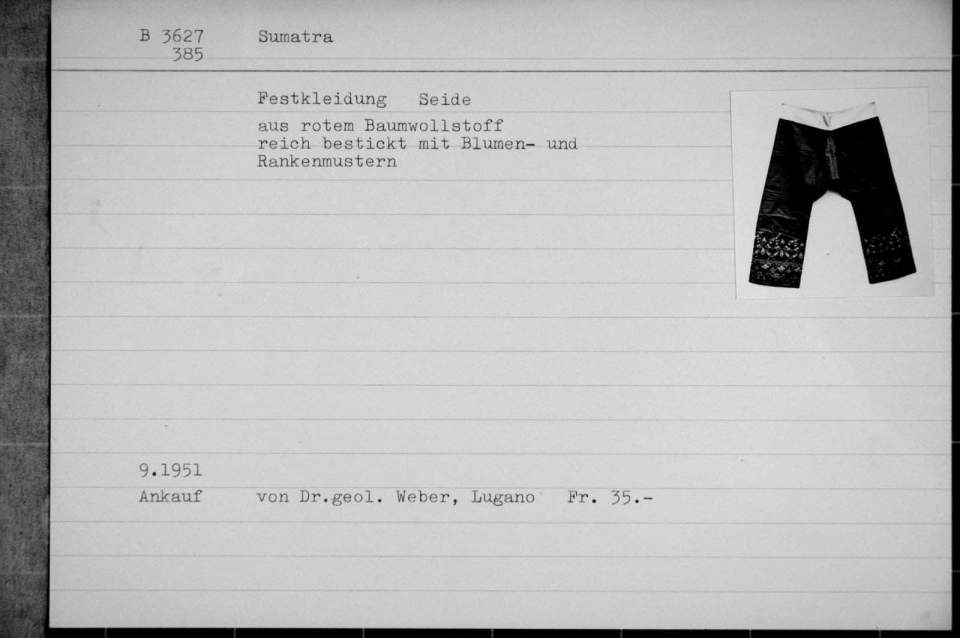 B 3627 Sumatra
385
Festkleidung Seide
aus rotem Baumwollstoff
reich bestickt mit Blumen- und
Rankenmustern
9.1951
Ankauf von Dr.geol. Weber, Lugano Fr. 35.-